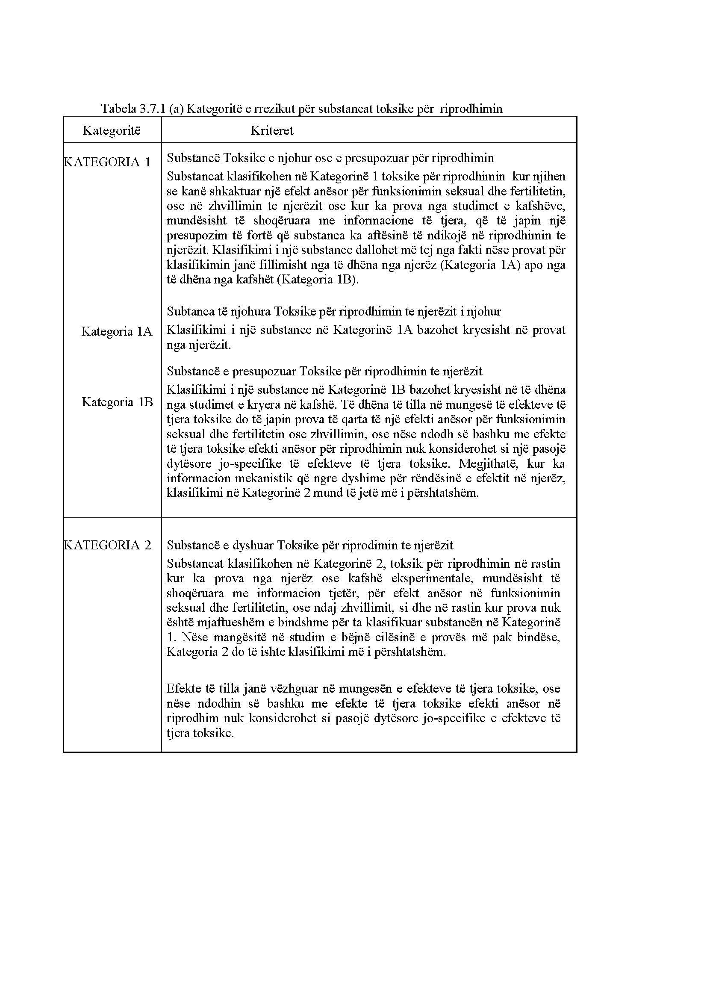 Tabela 3.7.1 (a) Kategoritë e rrezikut për substancat toksike për riprodhimin
Kategoritë
Kriteret
KATEGORIA 1
Substancë Toksike e njohur ose e presupozuar për riprodhimin
Substancat klasifikohen në Kategorinë 1 toksike për riprodhimin kur njihen
se kanë shkaktuar një efekt anësor për funksionimin seksual dhe fertilitetin,
ose në zhvillimin te njerëzit ose kur ka prova nga studimet e kafshëve,
mundësisht të shoqëruara me informacione të tjera, që të japin një
presupozim të fortë që substanca ka aftësinë të ndikojë në riprodhimin te
njerëzit. Klasifikimi i një substance dallohet më tej nga fakti nëse provat për
klasifikimin janë fillimisht nga të dhëna nga njerëz (Kategoria 1A) apo nga
të dhëna nga kafshët (Kategoria 1B).
Subtanca të njohura Toksike për riprodhimin te njerëzit i njohur
Kategoria 1A
Klasifikimi i një substance në Kategorinë 1A bazohet kryesisht në provat
nga njerëzit.
Substancë e presupozuar Toksike për riprodhimin te njerëzit
Kategoria 1B
Klasifikimi i një substance në Kategorinë 1B bazohet kryesisht në të dhëna
nga studimet e kryera në kafshë. Të dhëna të tilla në mungesë të efekteve të
tjera toksike do të japin prova të qarta të një efekti anësor për funksionimin
seksual dhe fertilitetin ose zhvillimin, ose nëse ndodh së bashku me efekte
të tjera toksike efekti anësor për riprodhimin nuk konsiderohet si një pasojë
dytësore jo-specifike të efekteve të tjera toksike. Megjithatë, kur ka
informacion mekanistik që ngre dyshime për rëndësinë e efektit në njerëz,
klasifikimi në Kategorinë 2 mund të jetë më i përshtatshëm.
KATEGORIA 2
Substancë e dyshuar Toksike për riprodimin te njerëzit
Substancat klasifikohen në Kategorinë 2, toksik për riprodhimin në rastin
kur ka prova nga njerëz ose kafshë eksperimentale, mundësisht të
shoqëruara me informacion tjetër, për efekt anësor në funksionimin
seksual dhe fertilitetin, ose ndaj zhvillimit, si dhe në rastin kur prova nuk
është mjaftueshëm e bindshme për ta klasifikuar substancën në Kategorinë
1. Nëse mangësitë në studim e bëjnë cilësinë e provës më pak bindëse,
Kategoria 2 do të ishte klasifikimi më i përshtatshëm.
Efekte të tilla janë vëzhguar në mungesën e efekteve të tjera toksike, ose
nëse ndodhin së bashku me efekte të tjera toksike efekti anësor në
riprodhim nuk konsiderohet si pasojë dytësore jo-specifike e efekteve të
tjera toksike.